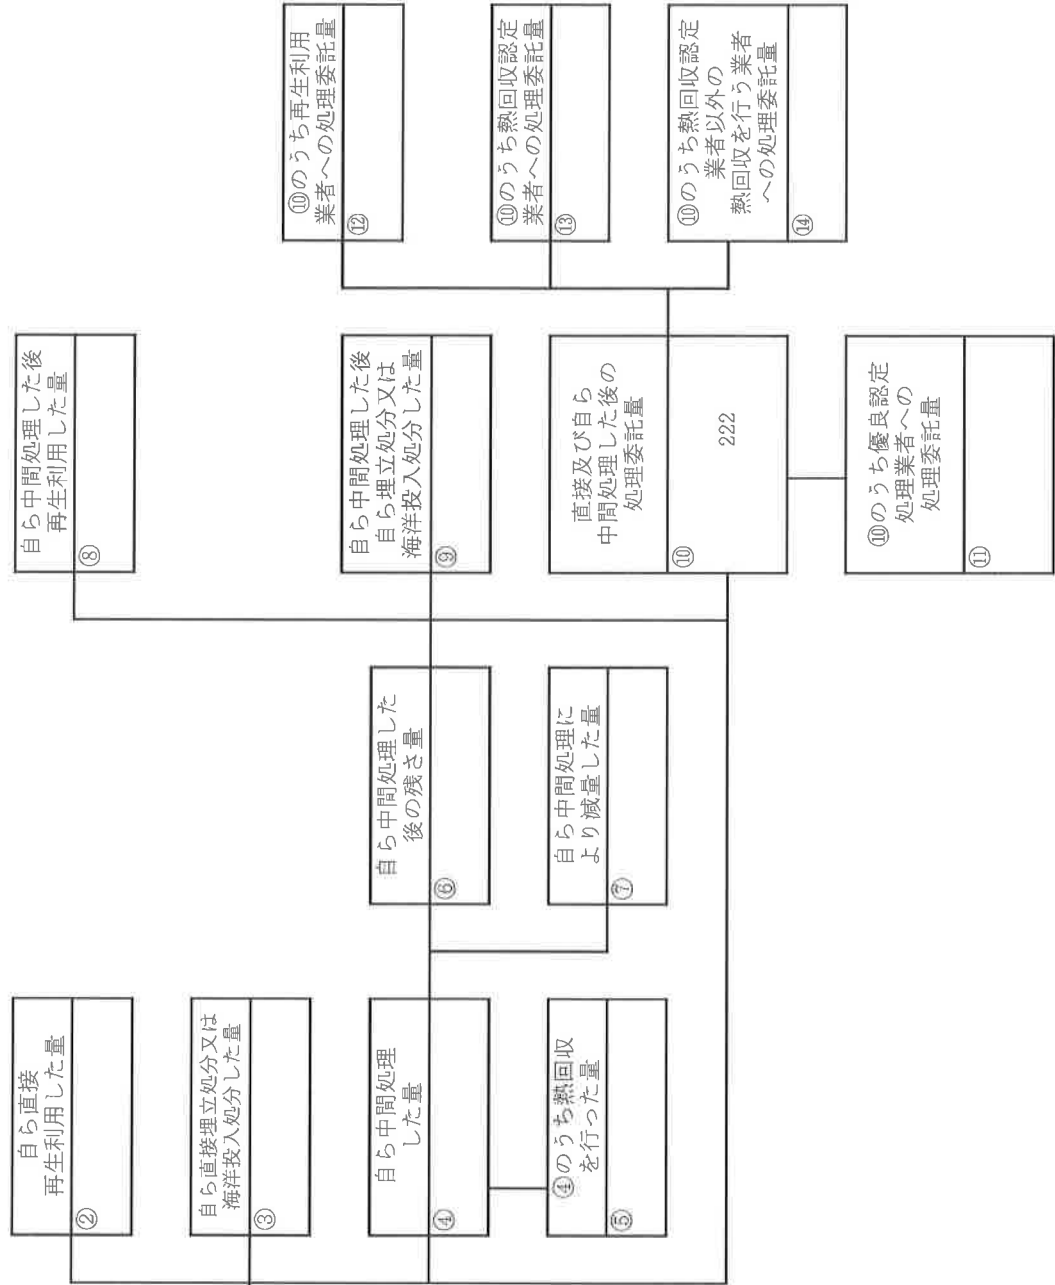 自ら直接
再生利用した量
②
自ら直接埋立処分又は
海洋投入処分した量
③
自ら中間処理
した量
④
④のうち熱回収
を行った量
⑤
自ら中間処理した
後の残さ量
⑥
自ら中間処理に
より減量した量
⑦
自ら中間処理した後
再生利用した量
⑧
自ら中間処理した後
自ら埋立処分又は
海洋投入処分した量
⑨
直接及び自ら
中間処理した後の
処理委託量
⑩
222
⑩のうち優良認定
処理業者への
処理委託量
⑪
⑩のうち再生利用
業者への処理委託量
⑫
⑩のうち熱回収認定
業者への処理委託量
⑬
⑩のうち熱回収認定
業者以外の
熱回収を行う業者
への処理委託量
⑭